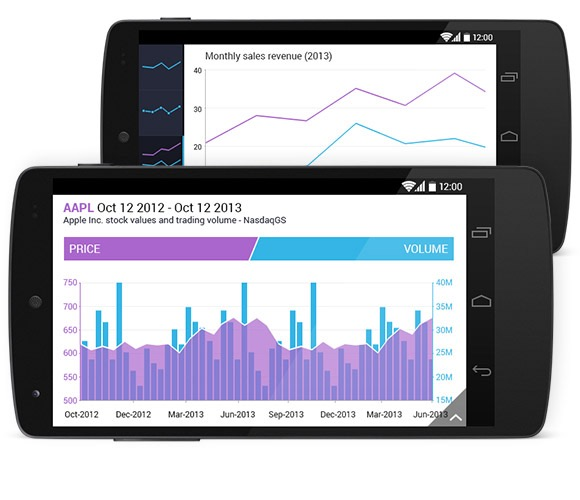 12:00
Monthly sales revenue (2013)
40
30
20
12:00
AAPL Oct 12 2012 - Oct 12 2013
Apple Inc. stock values and trading volume - NasdaqGS
PRICE VOLUME
750 40M
700 35M
650 30M
600 25M
550 20M
500 15M
Oct-2012 Dec-2012 Mar-2013 Jun-2013 Sep-2013 Dec-2013 Mar-2013 Jun-2013